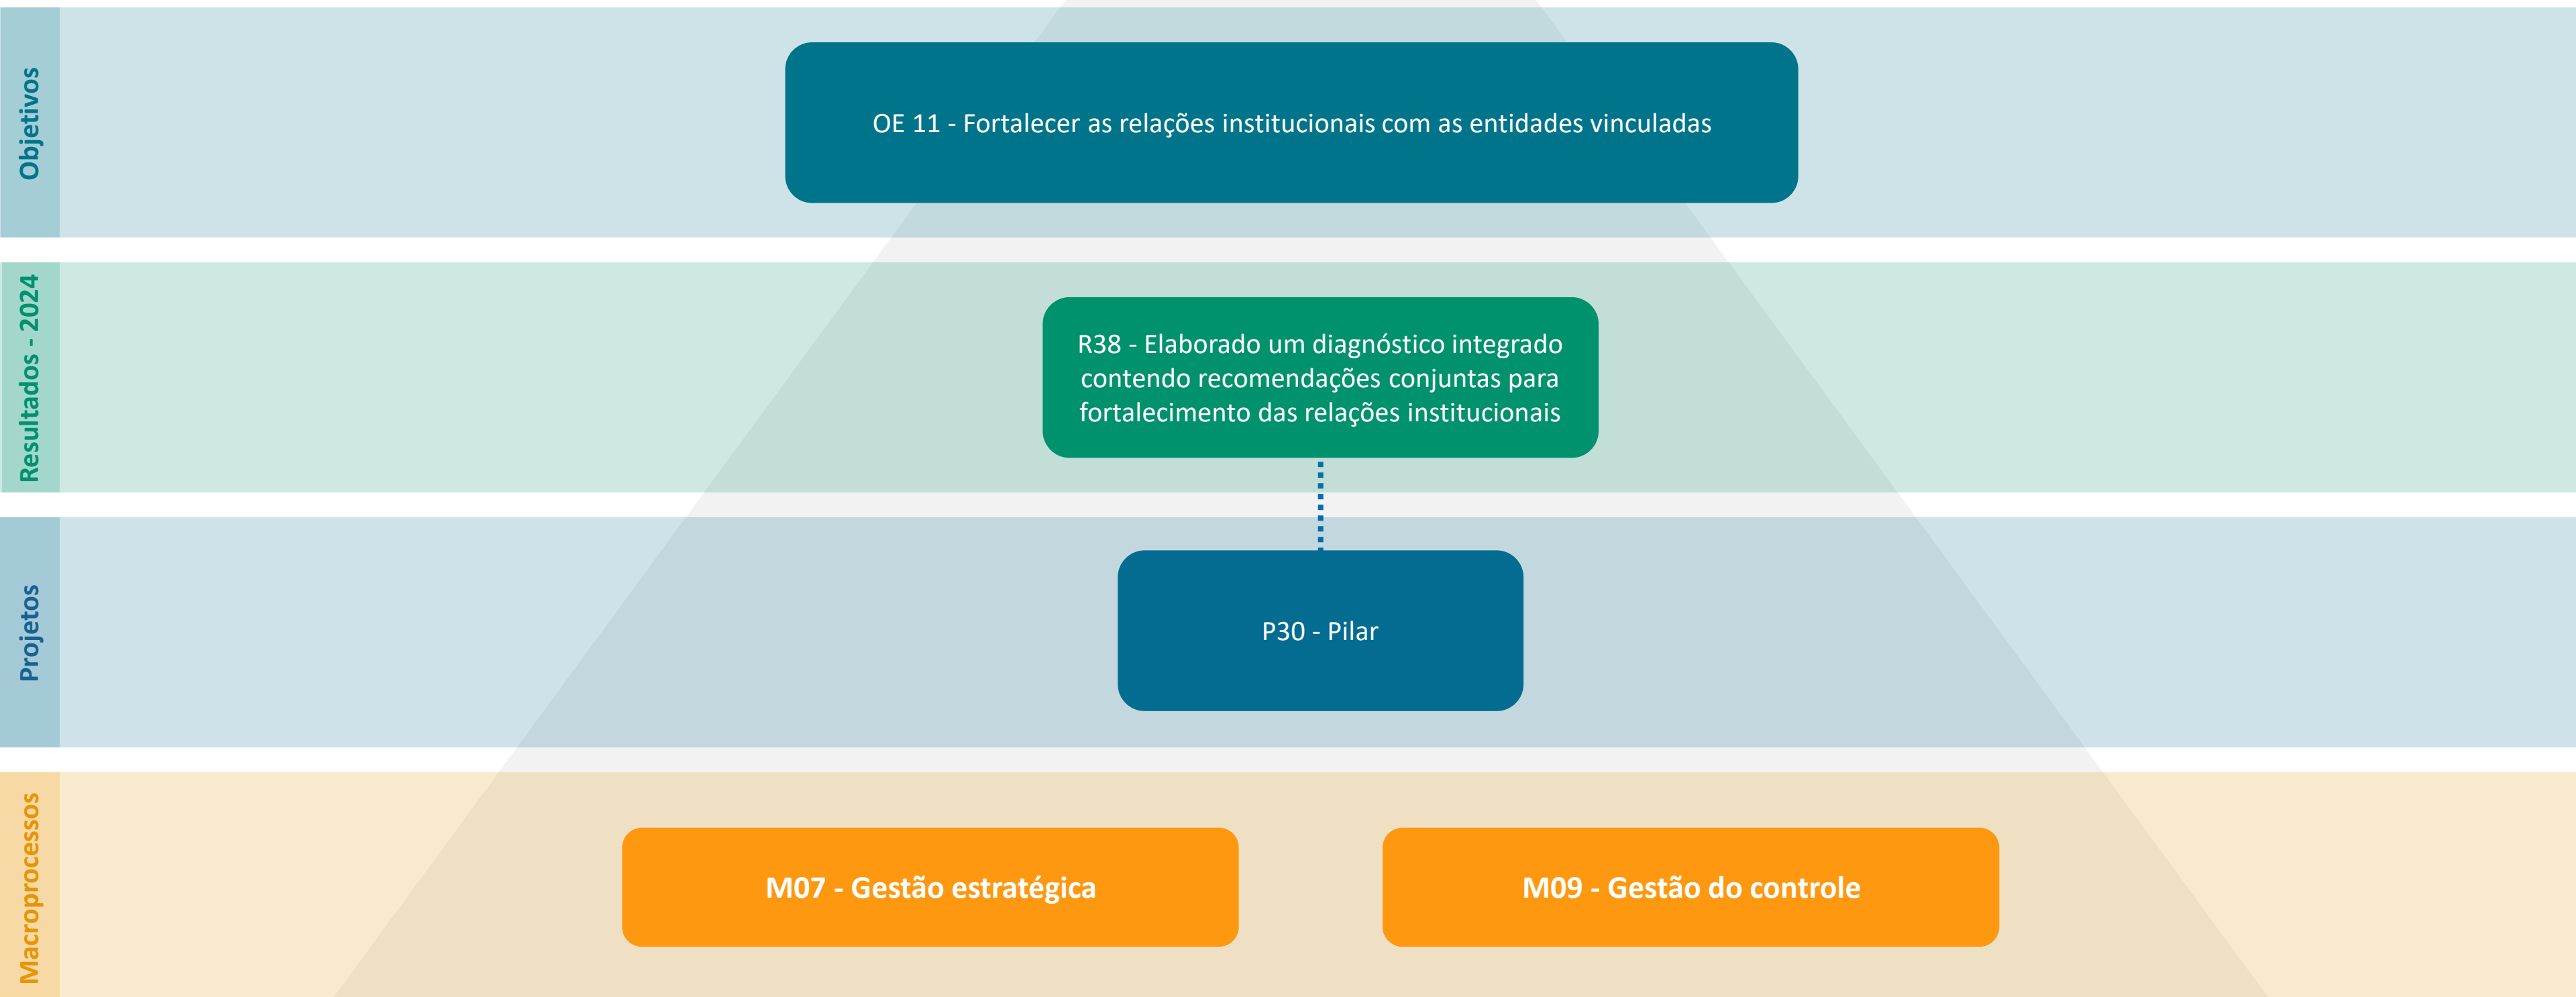 Objetivos
OE 11 - Fortalecer as relações institucionais com as entidades vinculadas
Resultados - 2024
R38 - Elaborado um diagnóstico integrado
contendo recomendações conjuntas para
fortalecimento das relações institucionais
Projetos
P30 - Pilar
Macroprocessos
M07 - Gestão estratégica
M09 - Gestão do controle